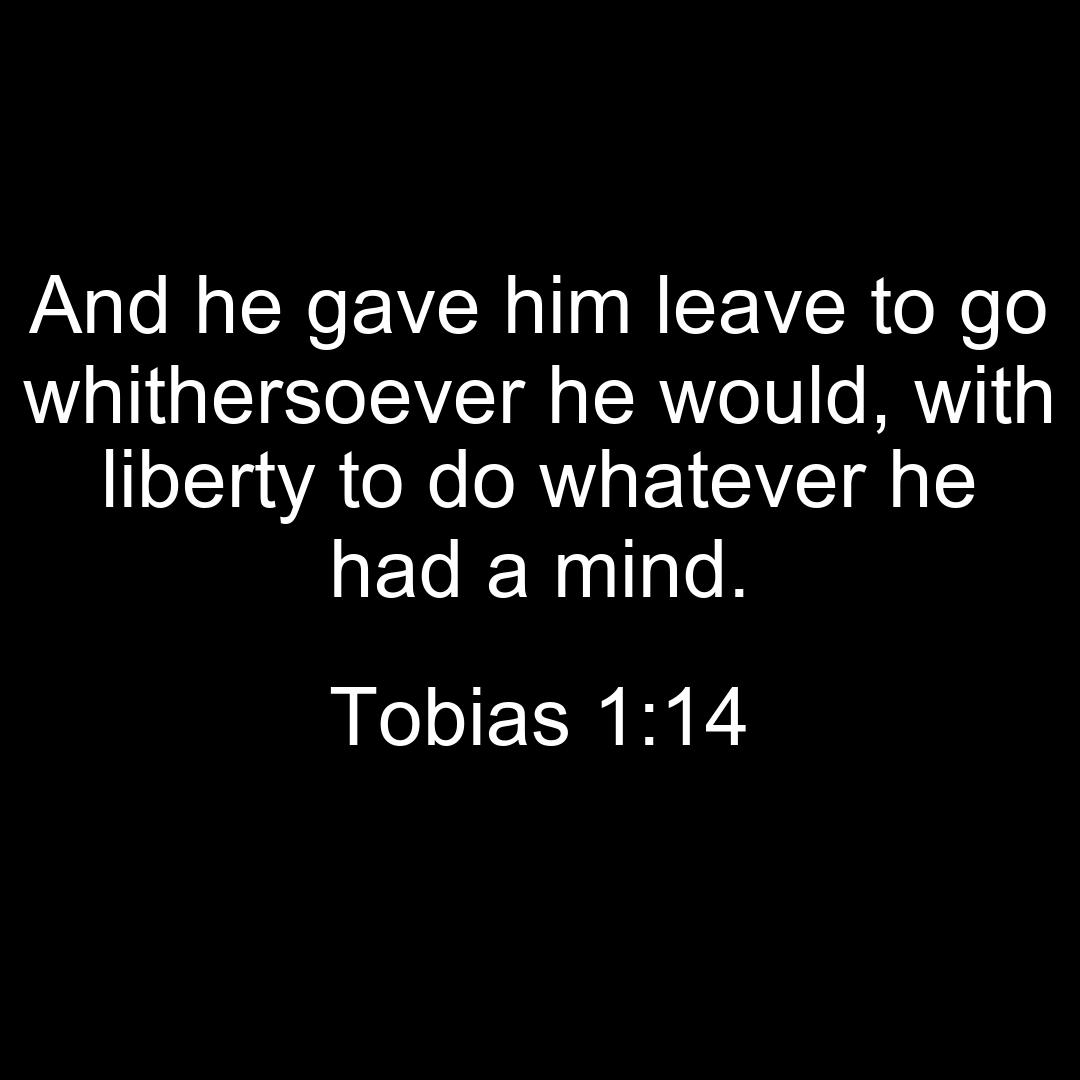 And he gave him leave to go
whithersoever he would, with
liberty to do whatever he
had a mind.
Tobias 1:14